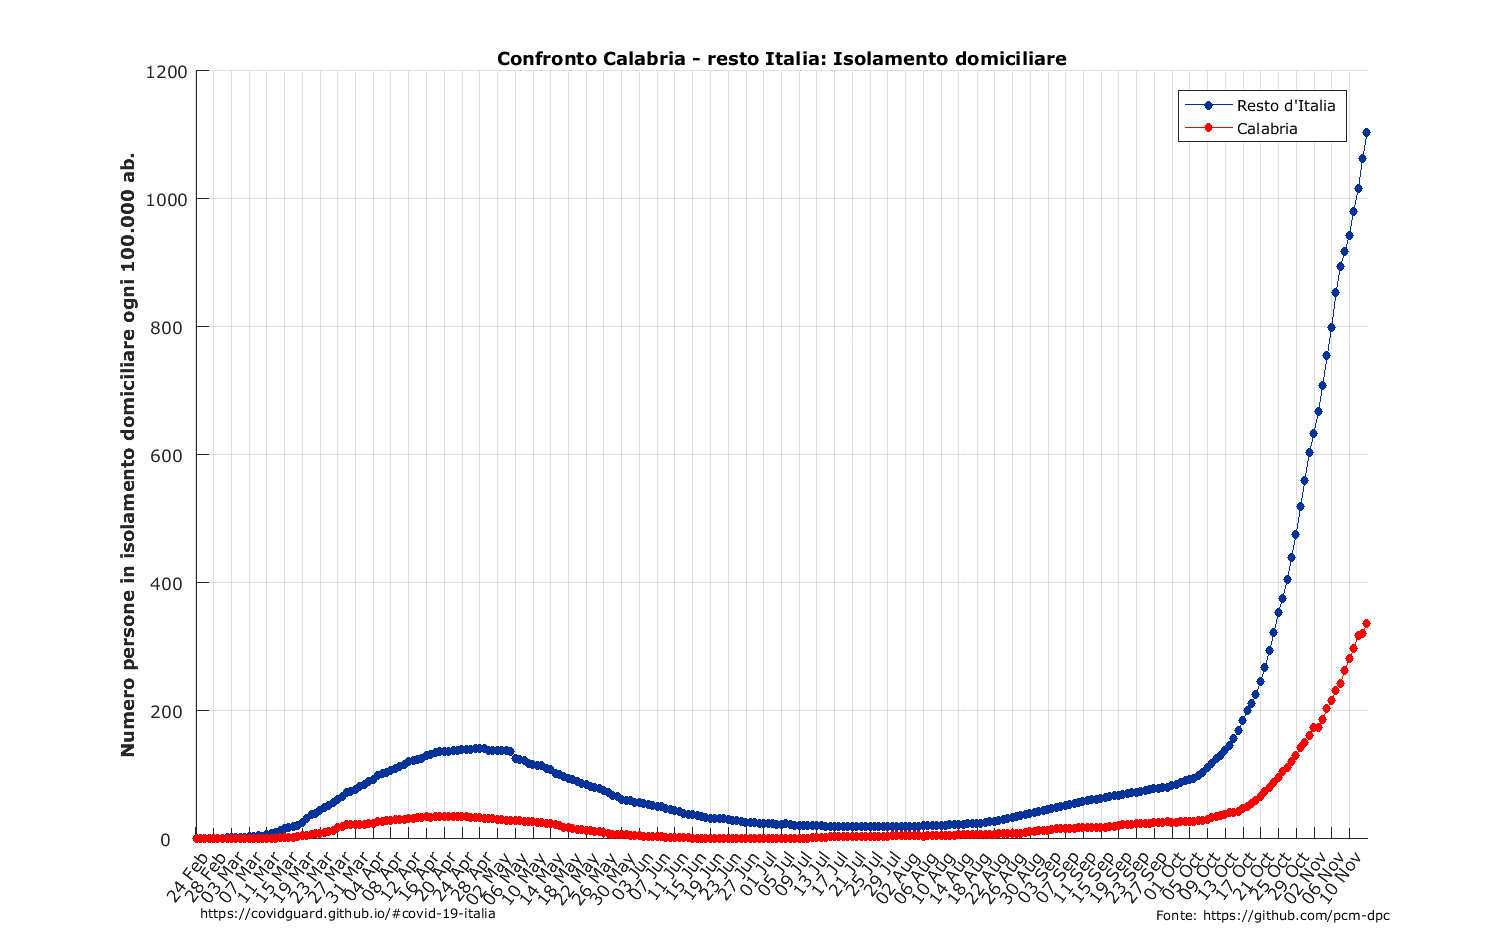 Confronto Calabria - resto Italia: Isolamento domiciliare
Resto d'Italia
Calabria
Numero persone in isolamento domiciliare ogni 100.000 ab.
1200
1000
800
600
400
200
0
24 Feb
28 Feb
03 Mar
07 Mar
11 Mar
15 Mar
19 Mar
23 Mar
27 Mar
31 Mar
04 Apr
08 Apr
12 Apr
16 Apr
20 Apr
24 Apr
28 Apr
02 May
06 May
10 May
14 May
18 May
22 May
26 May
30 May
03 Jun
07 Jun
11 Jun
15 Jun
19 Jun
23 Jun
27 Jun
01 Jul
05 Jul
09 Jul
13 Jul
17 Jul
21 Jul
25 Jul
29 Jul
02 Aug
06 Aug
10 Aug
14 Aug
18 Aug
22 Aug
26 Aug
30 Aug
03 Sep
07 Sep
11 Sep
15 Sep
19 Sep
23 Sep
27 Sep
01 Oct
05 Oct
09 Oct
13 Oct
17 Oct
21 Oct
25 Oct
29 Oct
02 Nov
06 Nov
10 Nov
https://covidguard.github.io/#covid-19-italia
Fonte: https://github.com/pcm-dpc